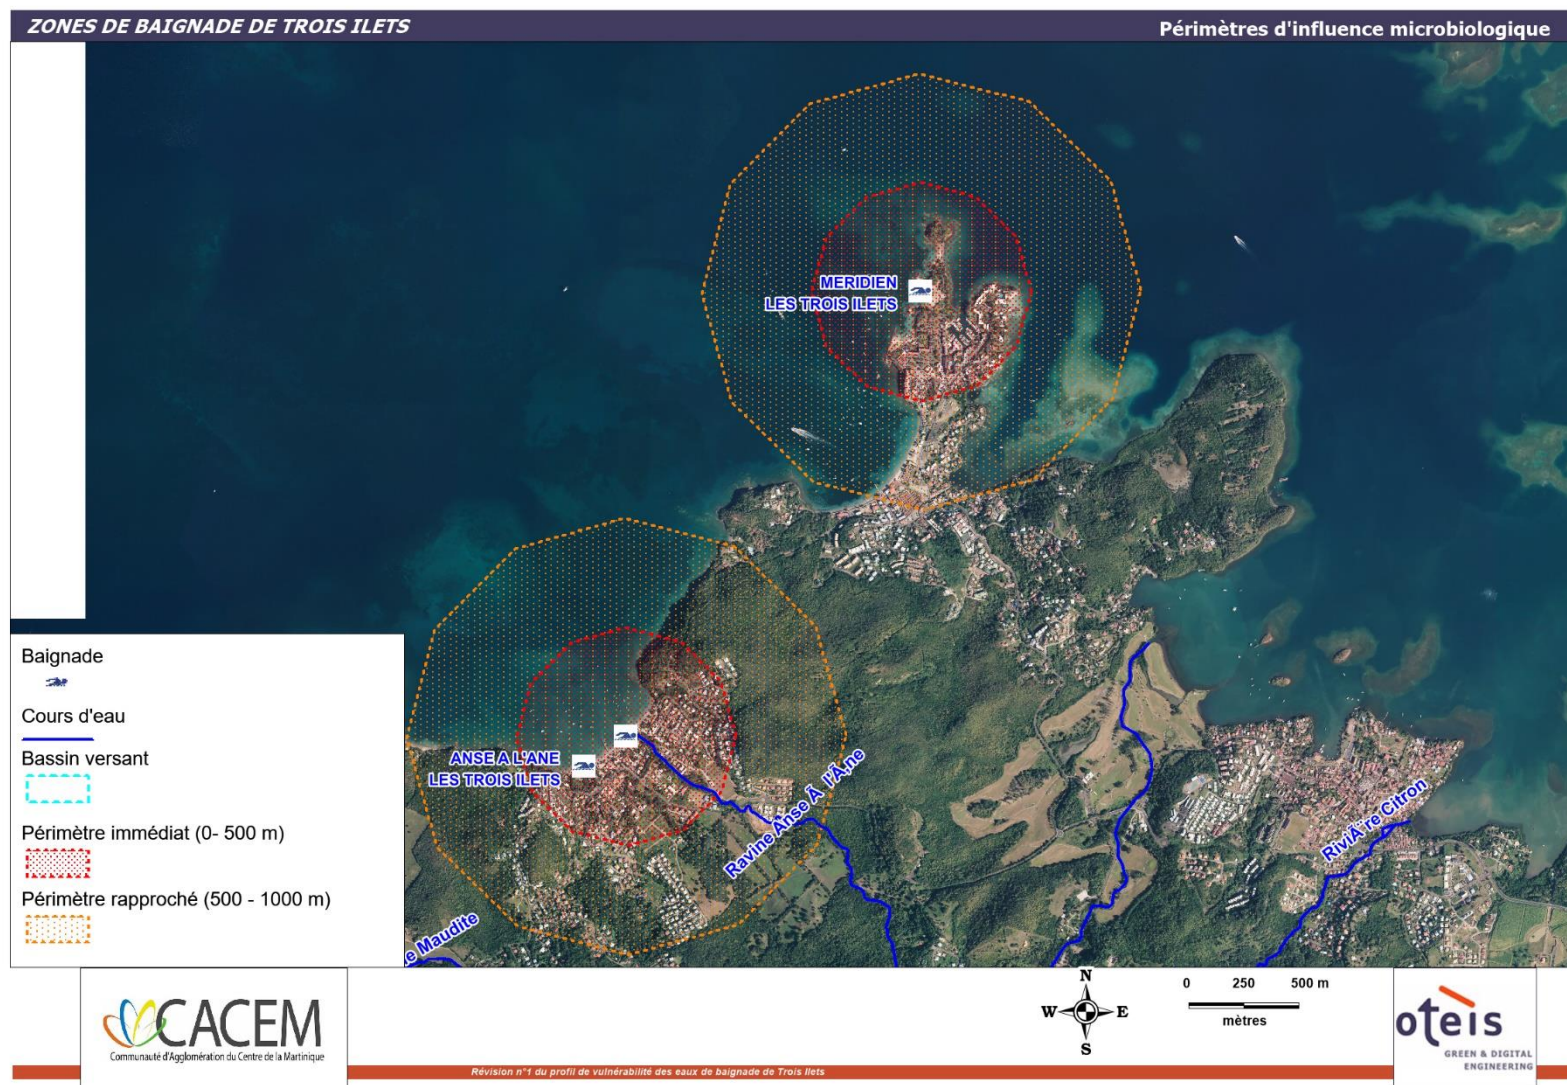 ZONES DE BAIGNADE DE TROIS ILETS
Périmètres d'influence microbiologique
MERIDIEN
LES TROIS ILETS
ANSE A L'ANE
LES TROIS ILETS
Ravine Anse Ã  l'Ã‚ne
RiviÃ¨re Citron
e Maudite
Baignade
Cours d'eau
Bassin versant
Périmètre immédiat (0- 500 m)
Périmètre rapproché (500 - 1000 m)
CACEM
Communauté d'Agglomération du Centre de la Martinique
N
W E
S
0 250 500 m
mètres
oteis
GREEN & DIGITAL
ENGINEERING
Révision n°1 du profil de vulnérabilité des eaux de baignade de Trois Ilets